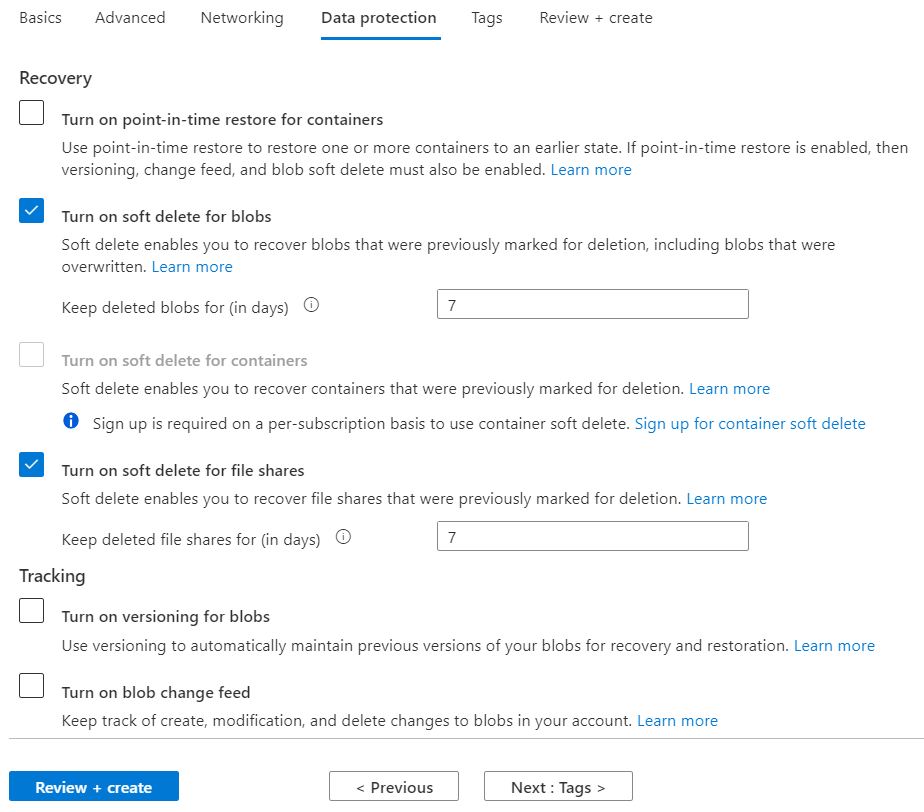 Basics Advanced Networking Data protection Tags Review + create
Recovery
Turn on point-in-time restore for containers
Use point-in-time restore to restore one or more containers to an earlier state. If point-in-time restore is enabled, then
versioning, change feed, and blob soft delete must also be enabled. Learn more
Turn on soft delete for blobs
Soft delete enables you to recover blobs that were previously marked for deletion, including blobs that were
overwritten. Learn more
Keep deleted blobs for (in days) 7
Turn on soft delete for containers
Soft delete enables you to recover containers that were previously marked for deletion. Learn more
Sign up is required on a per-subscription basis to use container soft delete. Sign up for container soft delete
Turn on soft delete for file shares
Soft delete enables you to recover file shares that were previously marked for deletion. Learn more
Keep deleted file shares for (in days) 7
Tracking
Turn on versioning for blobs
Use versioning to automatically maintain previous versions of your blobs for recovery and restoration. Learn more
Turn on blob change feed
Keep track of create, modification, and delete changes to blobs in your account. Learn more
Review + create < Previous Next : Tags >